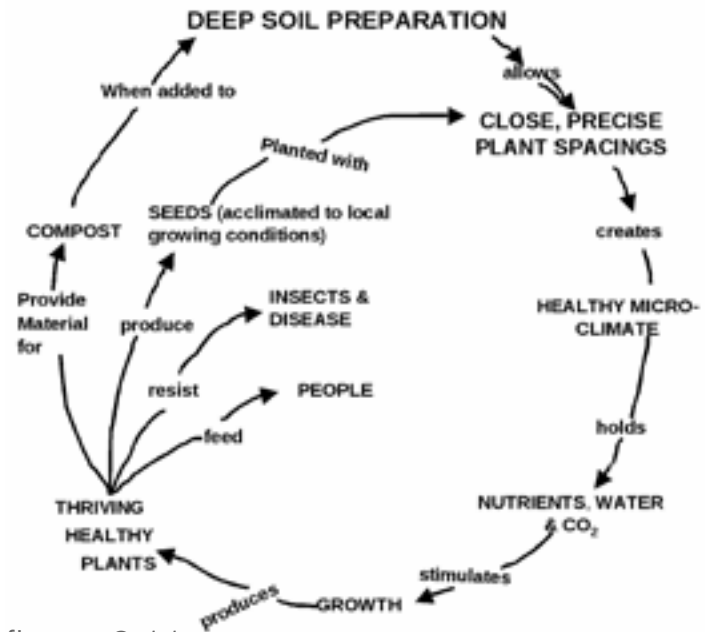 DEEP SOIL PREPARATION
allows
When added to
CLOSE, PRECISE
PLANT SPACINGS
Planted with
SEEDS (acclimated to local
growing conditions)
COMPOST
creates
Provide
Material
for
produce
INSECTS &
DISEASE
HEALTHY MICRO-
CLIMATE
resist
PEOPLE
feed
holds
THRIVING
HEALTHY
PLANTS
NUTRIENTS, WATER
& CO₂
stimulates
produces
GROWTH